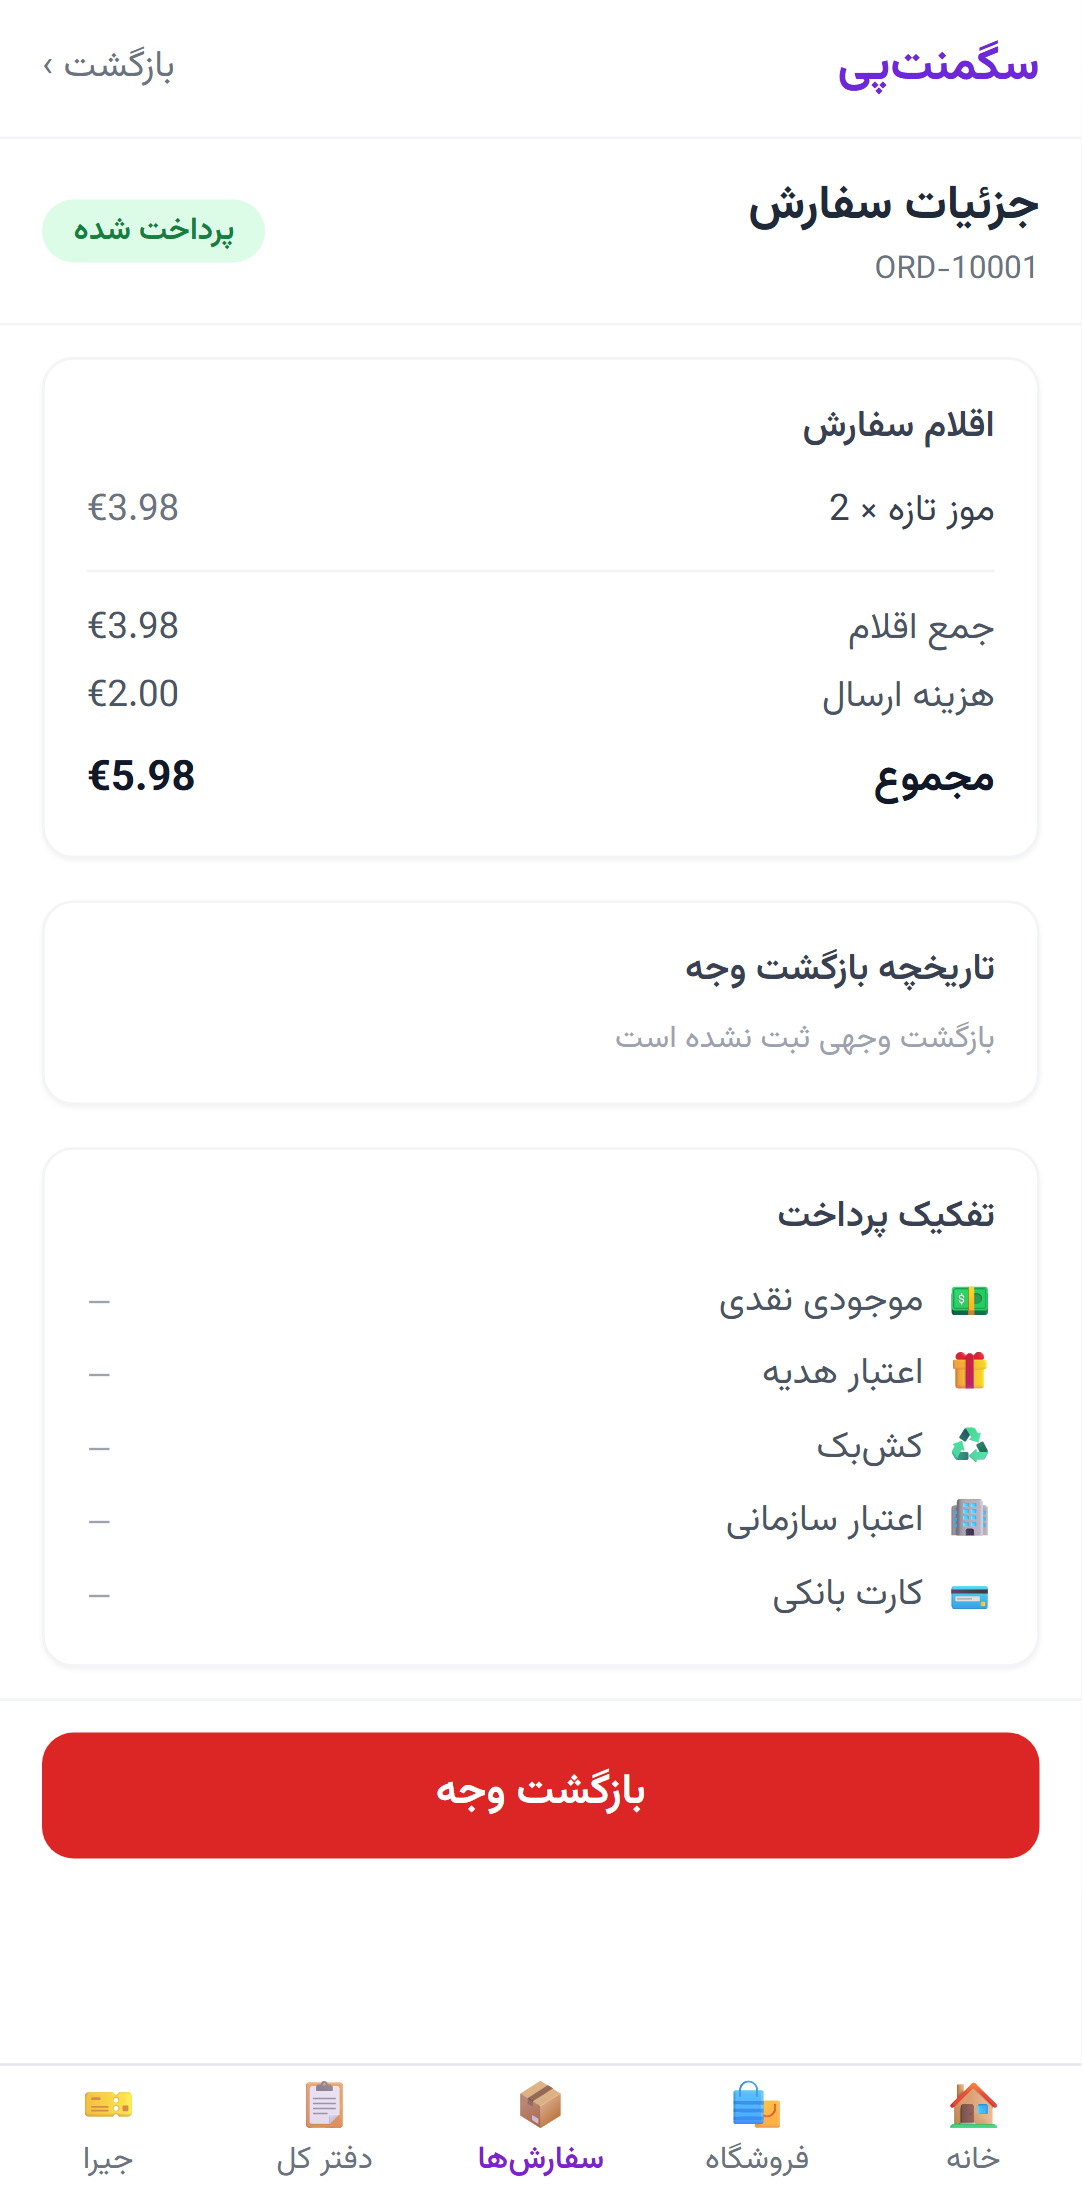 سگمنت‌پی
بازگشت ›
جزئیات سفارش
پرداخت شده
ORD-10001
اقلام سفارش
موز تازه × 2 €3.98
جمع اقلام €3.98
هزینه ارسال €2.00
مجموع €5.98
تاریخچه بازگشت وجه
بازگشت وجهی ثبت نشده است
تفکیک پرداخت
موجودی نقدی —
اعتبار هدیه —
کش‌بک —
اعتبار سازمانی —
کارت بانکی —
بازگشت وجه
خانه فروشگاه سفارش‌ها دفتر کل جیرا